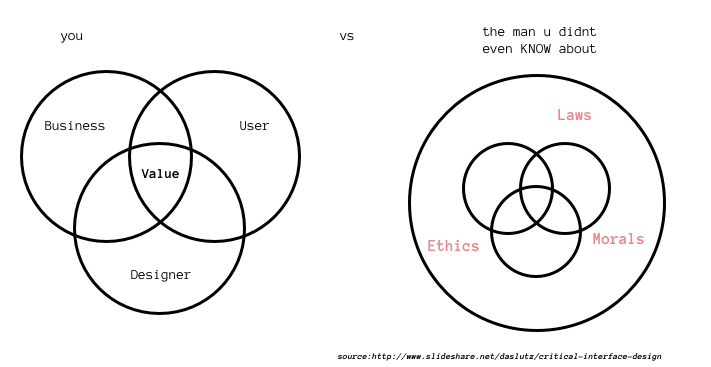 you
vs
the man u didnt
even KNOW about
Business
User
Value
Designer
Laws
Ethics
Morals
source:http://www.slideshare.net/daslutz/critical-interface-design